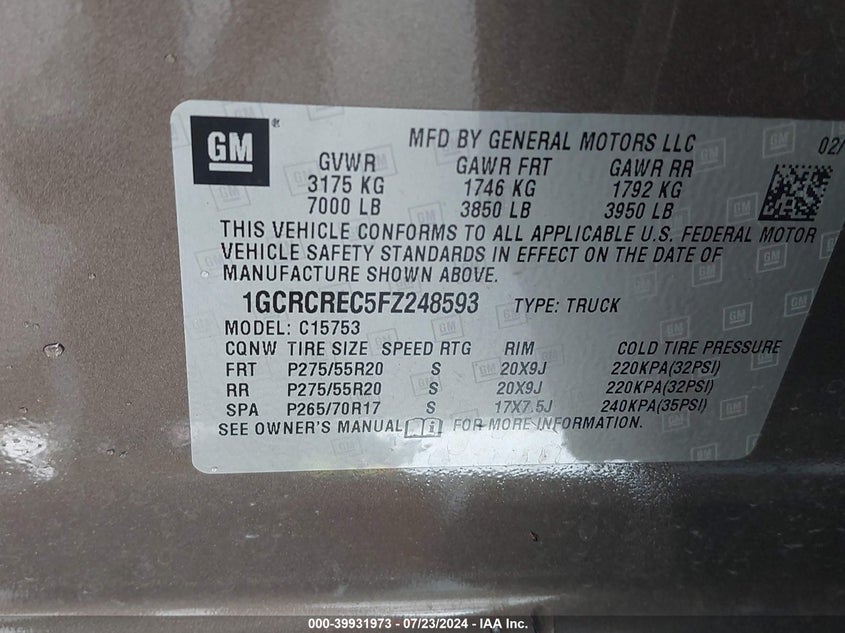 GM
MFD BY GENERAL MOTORS LLC 02/
GVWR GAWR FRT GAWR RR
3175 KG 1746 KG 1792 KG
7000 LB 3850 LB 3950 LB
THIS VEHICLE CONFORMS TO ALL APPLICABLE U.S. FEDERAL MOTOR
VEHICLE SAFETY STANDARDS IN EFFECT ON THE DATE OF
MANUFACTURE SHOWN ABOVE.
1GCRCREC5FZ248593 TYPE: TRUCK
MODEL: C15753
CQNW TIRE SIZE SPEED RTG RIM COLD TIRE PRESSURE
FRT P275/55R20 S 20X9J 220KPA(32PSI)
RR P275/55R20 S 20X9J 220KPA(32PSI)
SPA P265/70R17 S 17X7.5J 240KPA(35PSI)
SEE OWNER'S MANUAL FOR MORE INFORMATION.
000-39931973 - 07/23/2024 - IAA Inc.